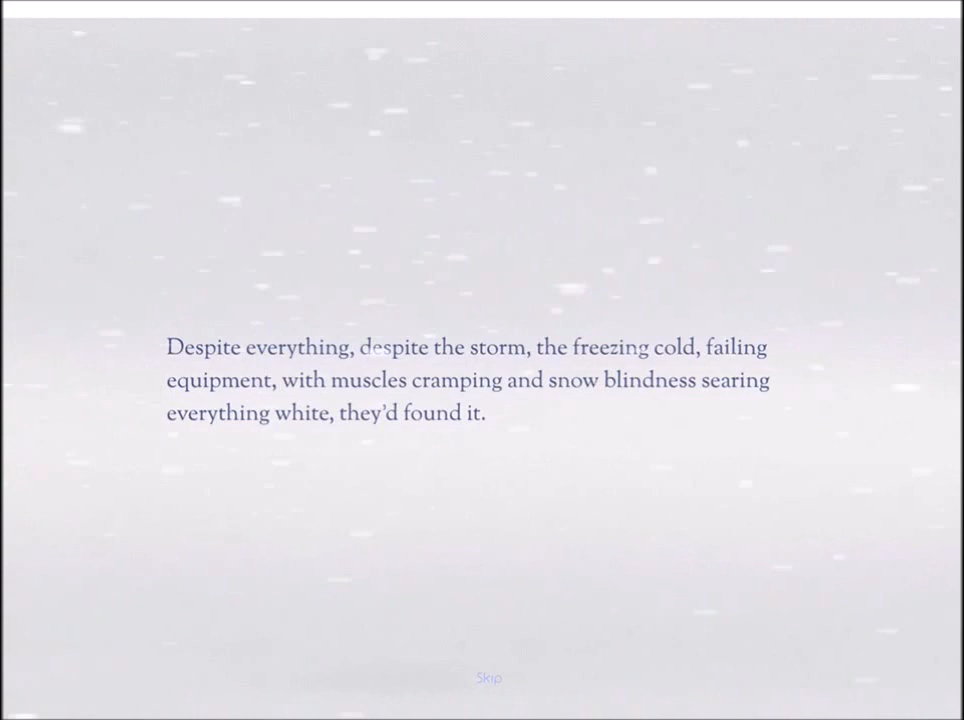 Despite everything, despite the storm, the freezing cold, failing
equipment, with muscles cramping and snow blindness searing
everything white, they’d found it.
Skip